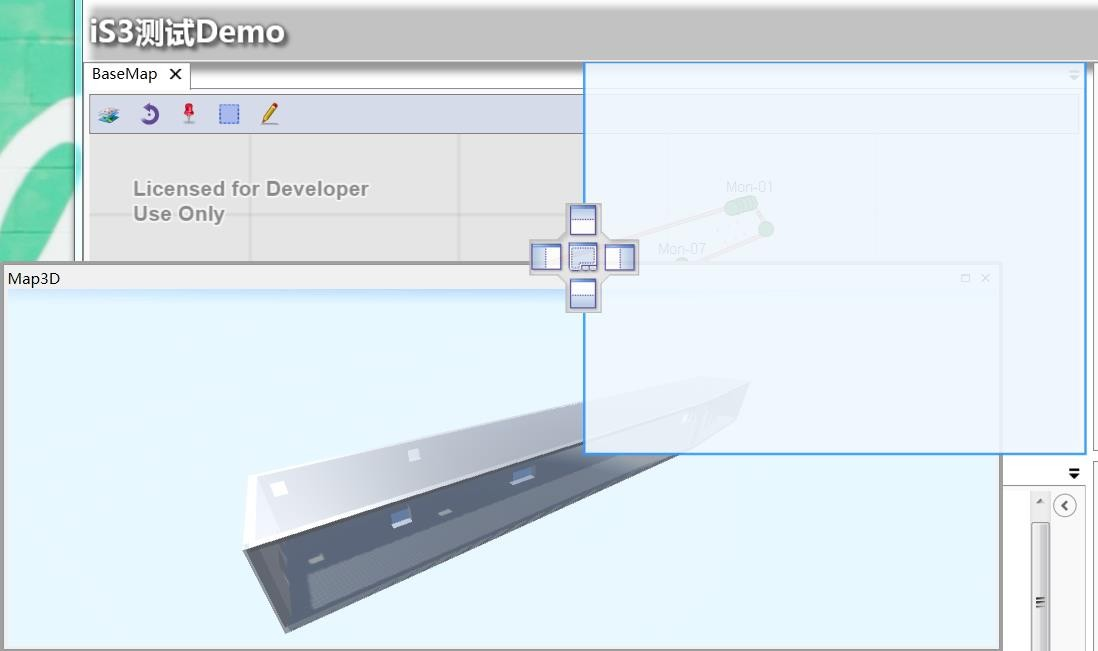 iS3测试Demo
BaseMap
Licensed for Developer
Use Only
Mon-01
Mon-07
Map3D